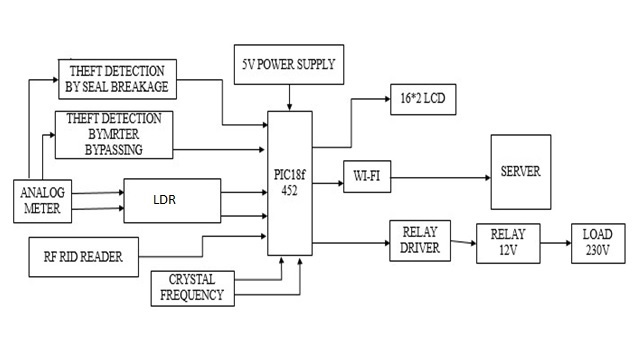 5V POWER SUPPLY
THEFT DETECTION
BY SEAL BREAKAGE
16*2 LCD
THEFT DETECTION
BYMRTER
BYPASSING
PIC18f
452
WI-FI
SERVER
ANALOG
METER
LDR
RELAY
DRIVER
RELAY
12V
LOAD
230V
RF RID READER
CRYSTAL
FREQUENCY